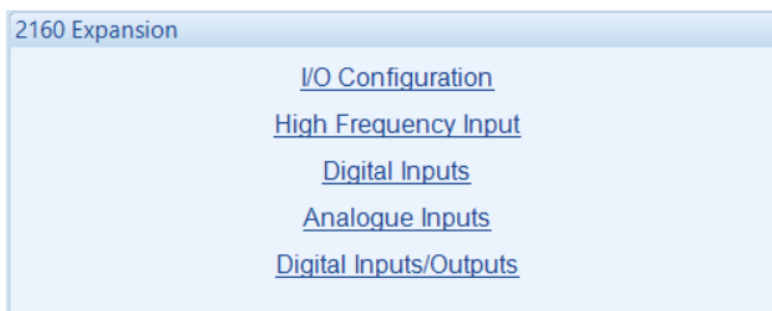 2160 Expansion
I/O Configuration
High Frequency Input
Digital Inputs
Analogue Inputs
Digital Inputs/Outputs